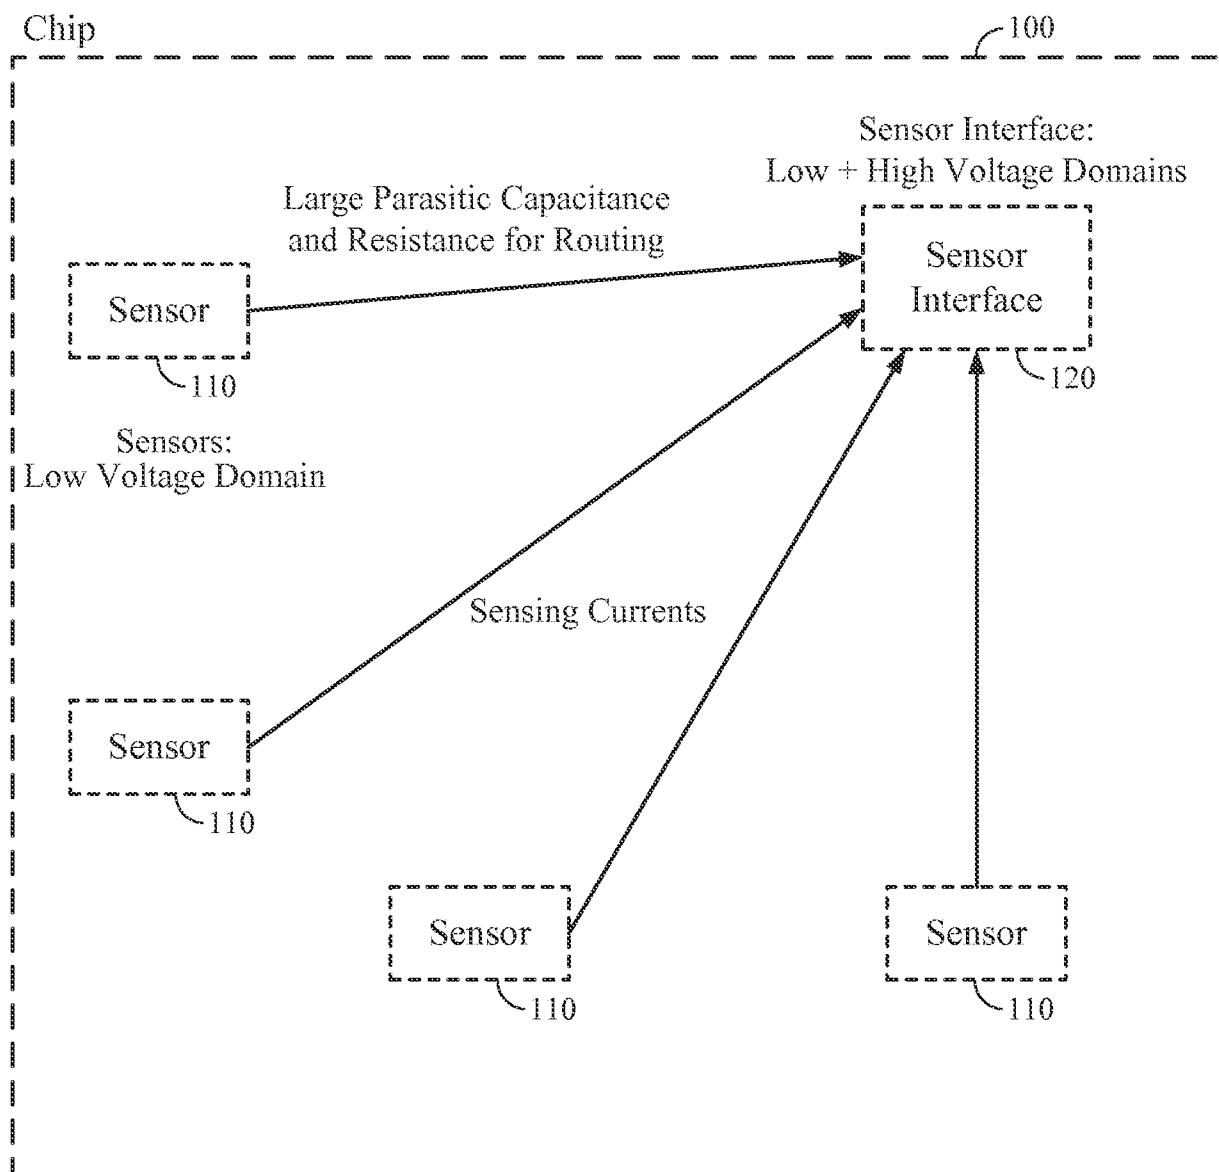 Chip
100
Sensor Interface:
Low + High Voltage Domains
Large Parasitic Capacitance
and Resistance for Routing
Sensor
Interface
Sensor
120
110
Sensors:
Low Voltage Domain
Sensing Currents
Sensor
110
Sensor
Sensor
110
110